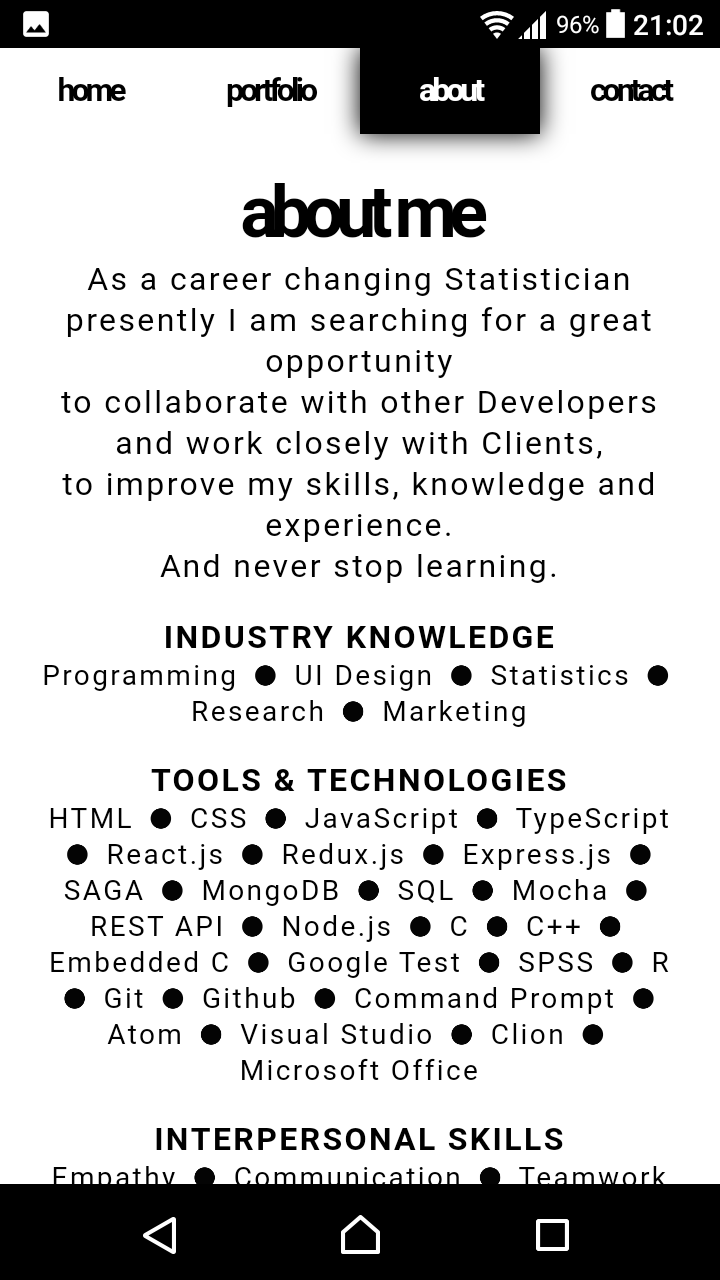 96% 21:02
home portfolio about contact
about me
As a career changing Statistician
presently I am searching for a great
opportunity
to collaborate with other Developers
and work closely with Clients,
to improve my skills, knowledge and
experience.
And never stop learning.
INDUSTRY KNOWLEDGE
Programming ● UI Design ● Statistics ●
Research ● Marketing
TOOLS & TECHNOLOGIES
HTML ● CSS ● JavaScript ● TypeScript
● React.js ● Redux.js ● Express.js ●
SAGA ● MongoDB ● SQL ● Mocha ●
REST API ● Node.js ● C ● C++ ●
Embedded C ● Google Test ● SPSS ● R
● Git ● Github ● Command Prompt ●
Atom ● Visual Studio ● Clion ●
Microsoft Office
INTERPERSONAL SKILLS
Empathy ● Communication ● Teamwork